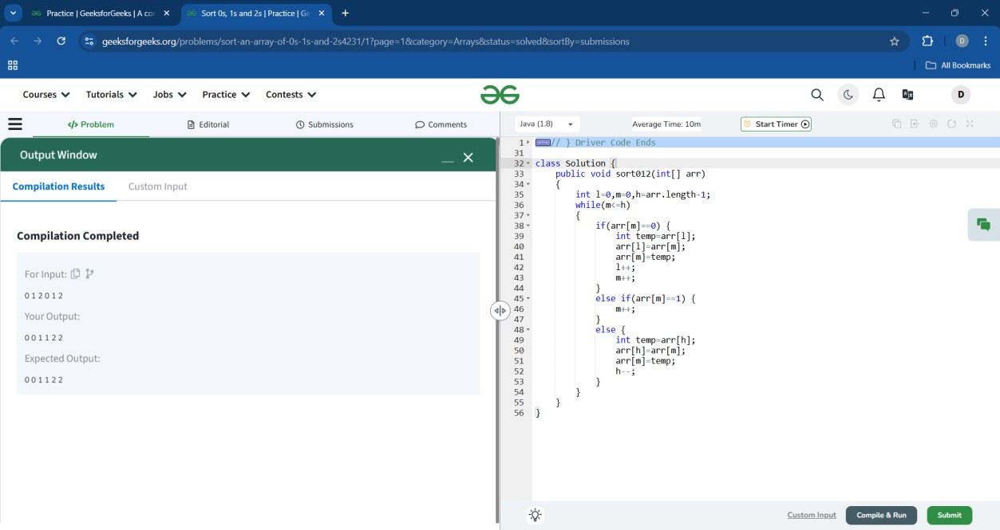 Practice | GeeksforGeeks | A cor
Sort 0s, 1s and 2s | Practice | Ge
geeksforgeeks.org/problems/sort-an-array-of-0s-1s-and-2s4231/1?page=1&category=Arrays&status=solved&sortBy=submissions
D
All Bookmarks
Courses Tutorials Jobs Practice Contests
D
Problem Editorial Submissions Comments
Java (1.8) Average Time: 10m Start Timer
Output Window
Compilation Results Custom Input
Compilation Completed
For Input:
0 1 2 0 1 2
Your Output:
0 0 1 1 2 2
Expected Output:
0 0 1 1 2 2
1 // } Driver Code Ends
31
32 class Solution {
33 public void sort012(int[] arr)
34 {
35 int l=0,m=0,h=arr.length-1;
36 while(m<=h)
37 {
38 if(arr[m]==0) {
39 int temp=arr[l];
40 arr[l]=arr[m];
41 arr[m]=temp;
42 l++;
43 m++;
44 }
45 else if(arr[m]==1) {
46 m++;
47 }
48 else {
49 int temp=arr[h];
50 arr[h]=arr[m];
51 arr[m]=temp;
52 h--;
53 }
54 }
55 }
56 }
Custom Input Compile & Run Submit